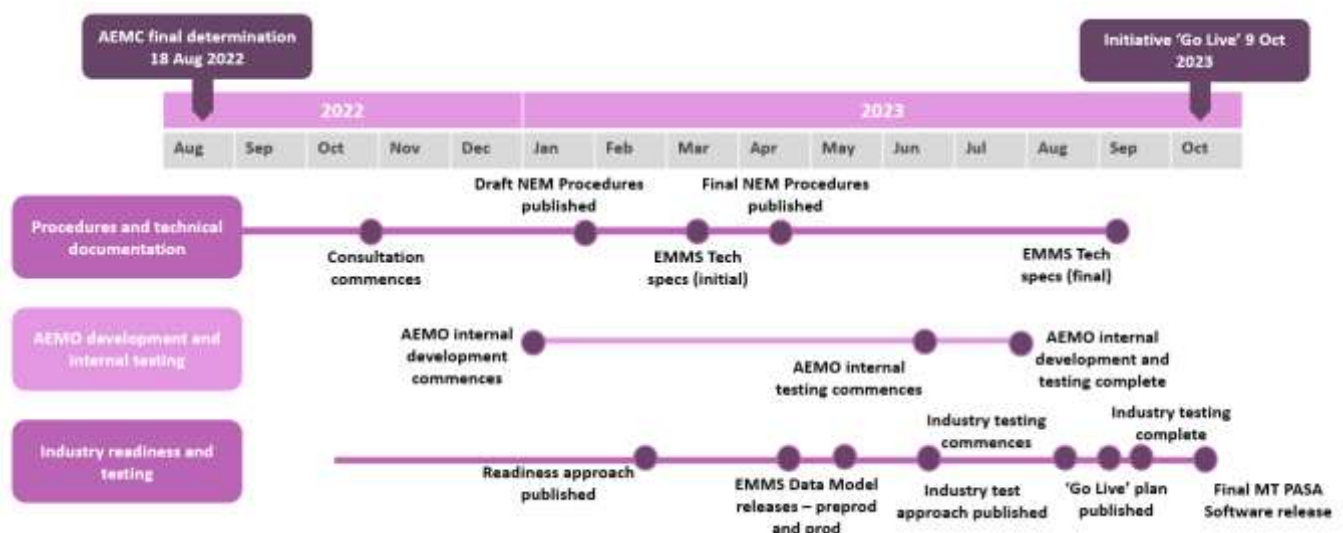 AEMC final determination
18 Aug 2022
Initiative ‘Go Live’ 9 Oct
2023
2022
2023
Aug
Sep
Oct
Nov
Dec
Jan
Feb
Mar
Apr
May
Jun
Jul
Aug
Sep
Oct
Procedures and technical
documentation
Draft NEM Procedures
published
Final NEM Procedures
published
Consultation
commences
EMMS Tech
specs (initial)
EMMS Tech
specs (final)
AEMO development and
internal testing
AEMO internal
development
commences
AEMO internal
testing commences
AEMO internal
development and
testing complete
Industry readiness and
testing
Industry testing
commences
Industry testing
complete
Readiness approach
published
EMMS Data Model
releases – preprod
and prod
Industry test
approach published
‘Go Live’ plan
published
Final MT PASA
Software release